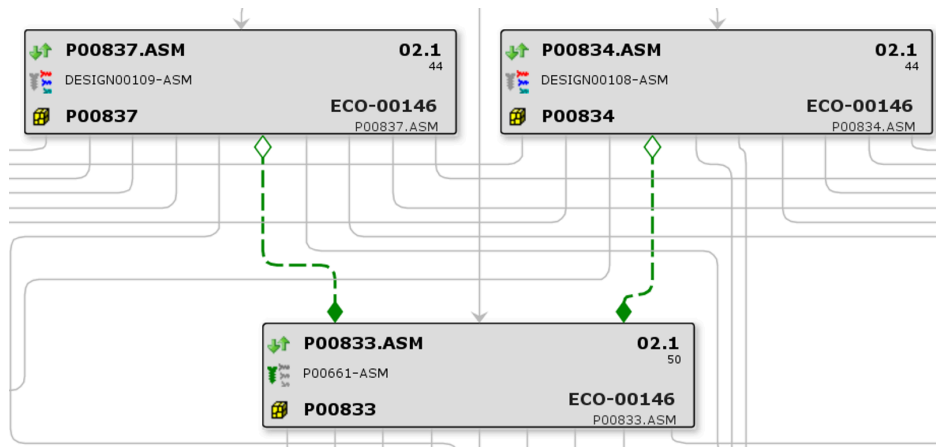 P00837.ASM 02.1
44
DESIGN00109-ASM
ECO-00146
P00837
P00837.ASM
P00834.ASM 02.1
44
DESIGN00108-ASM
ECO-00146
P00834
P00834.ASM
P00833.ASM 02.1
50
P00661-ASM
ECO-00146
P00833
P00833.ASM